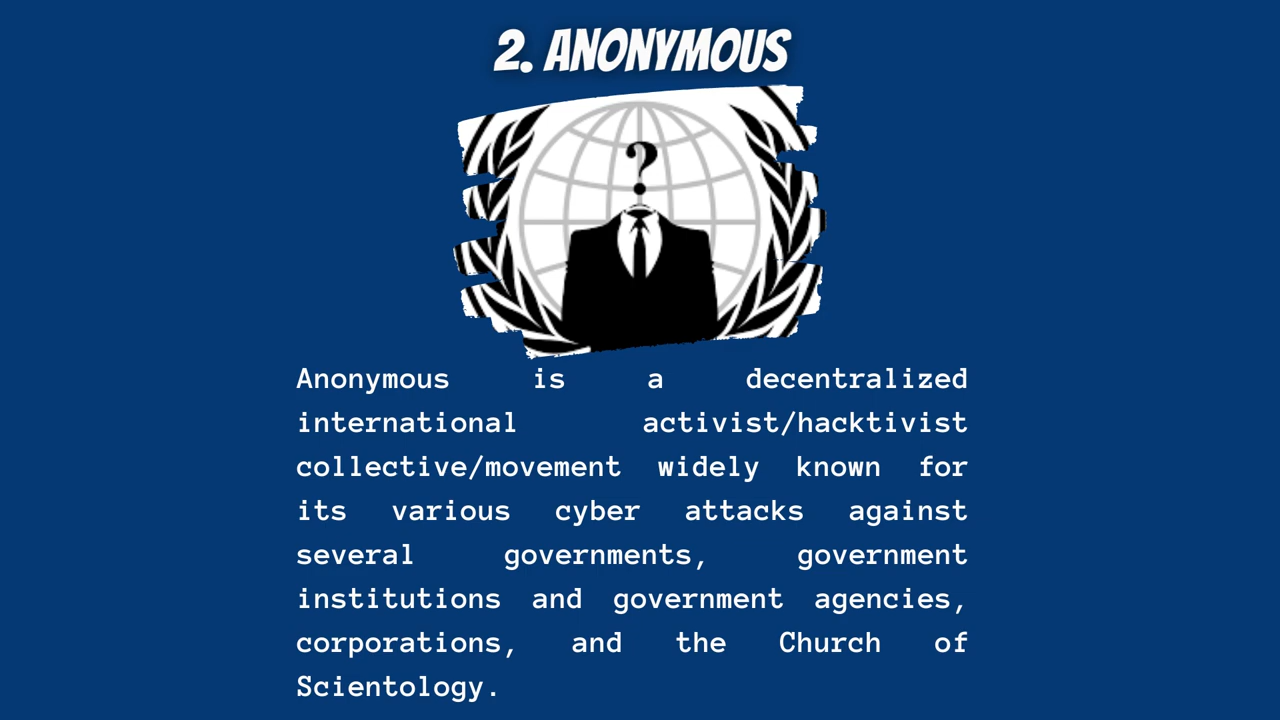 2. ANONYMOUS
?
Anonymous is a decentralized
international activist/hacktivist
collective/movement widely known for
its various cyber attacks against
several governments, government
institutions and government agencies,
corporations, and the Church of
Scientology.